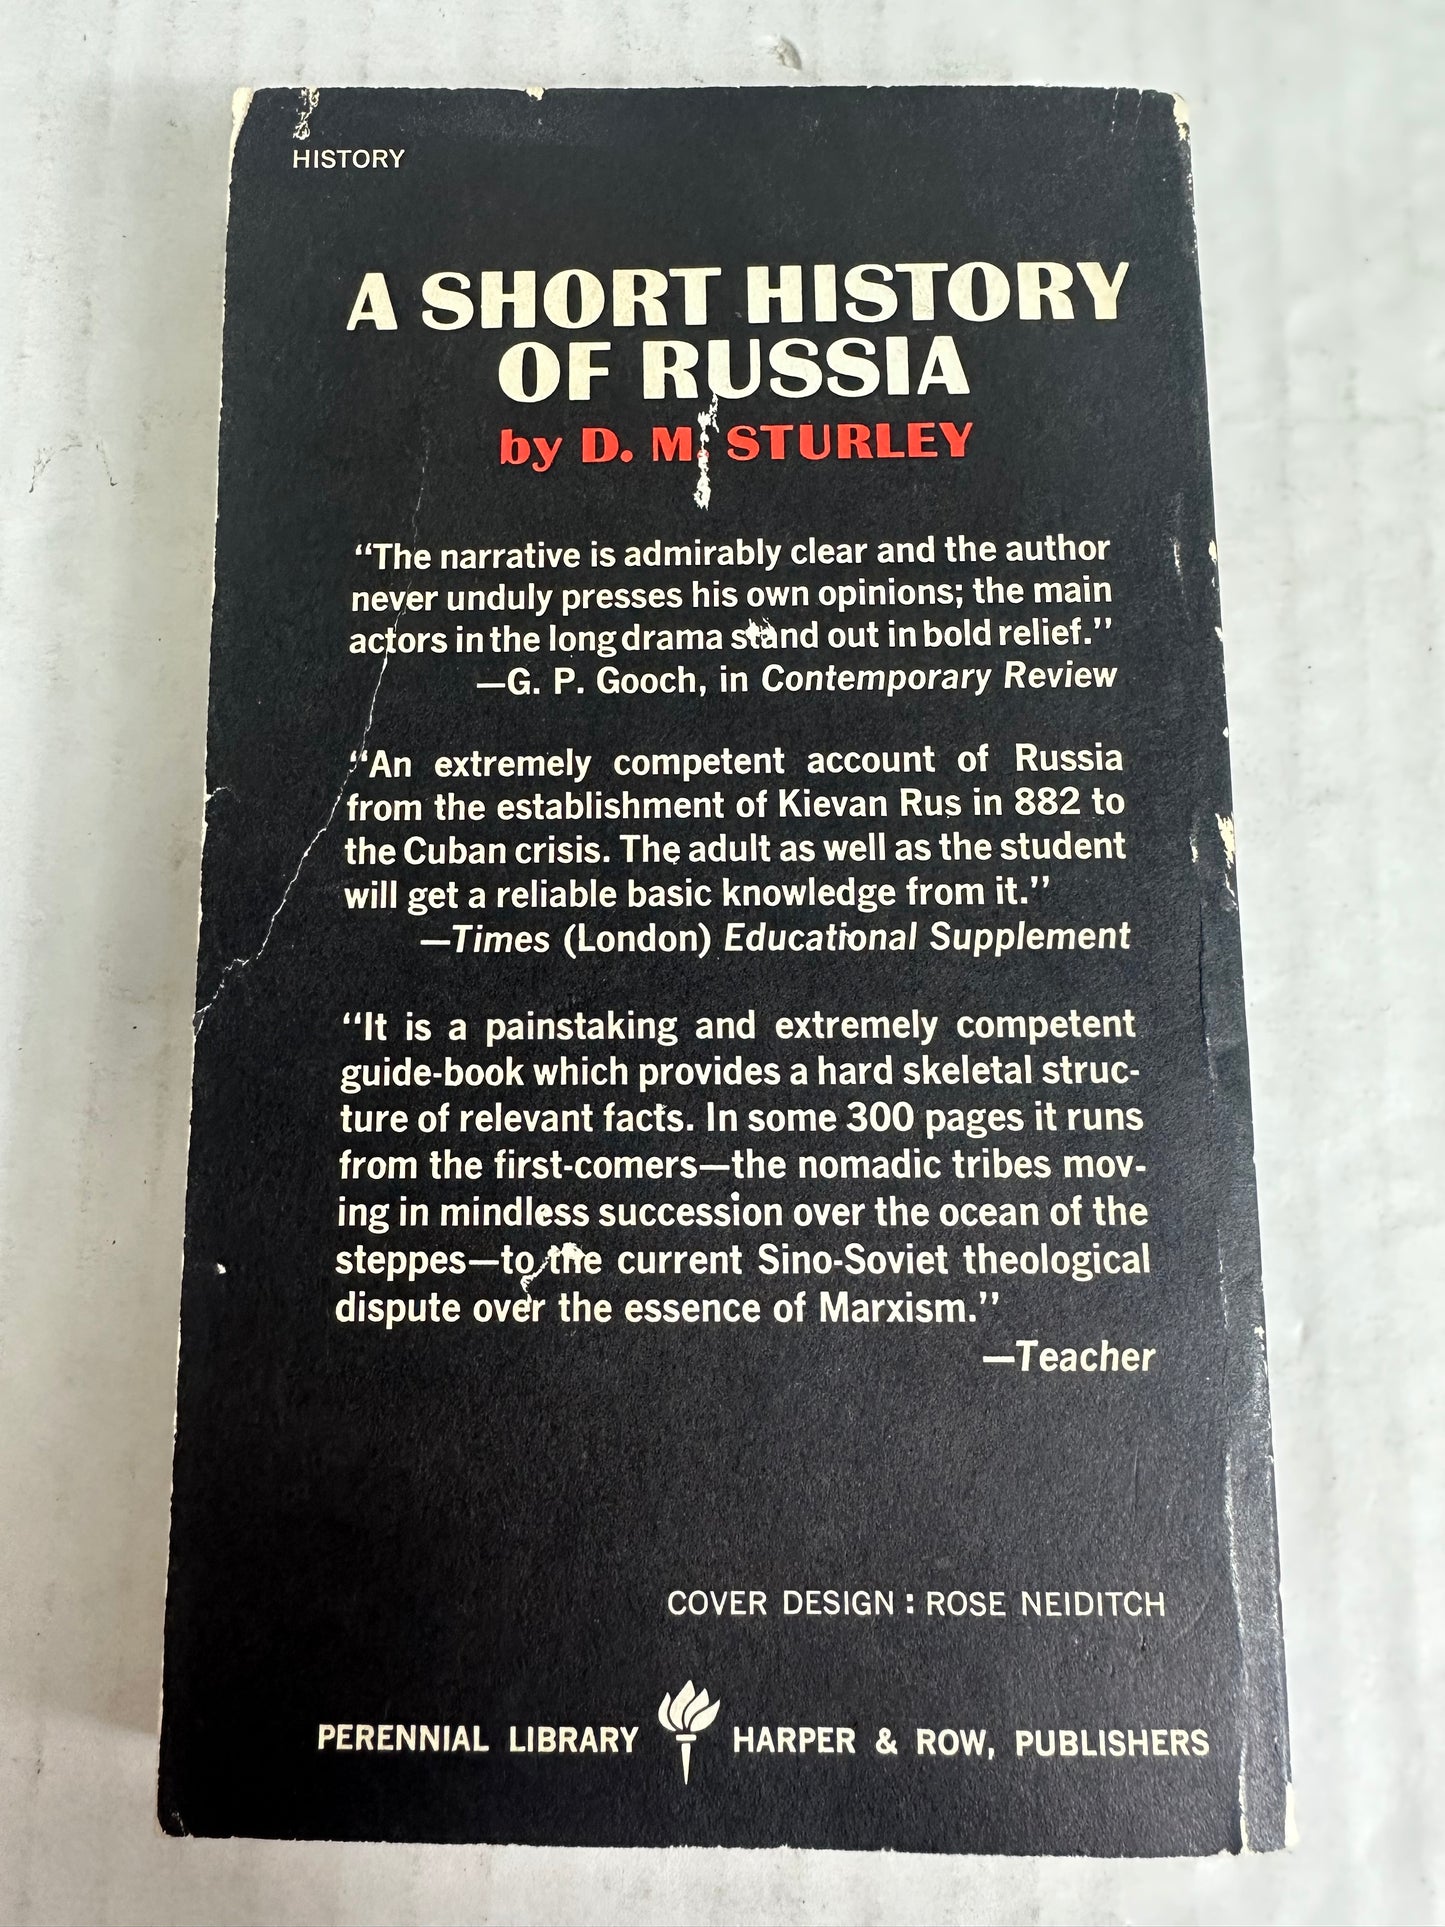 HISTORY
A SHORT HISTORY
OF RUSSIA
by D. M. STURLEY
“The narrative is admirably clear and the author
never unduly presses his own opinions; the main
actors in the long drama stand out in bold relief.”
—G. P. Gooch, in Contemporary Review
“An extremely competent account of Russia
from the establishment of Kievan Rus in 882 to
the Cuban crisis. The adult as well as the student
will get a reliable basic knowledge from it.”
—Times (London) Educational Supplement
“It is a painstaking and extremely competent
guide-book which provides a hard skeletal struc-
ture of relevant facts. In some 300 pages it runs
from the first-comers—the nomadic tribes mov-
ing in mindless succession over the ocean of the
steppes—to the current Sino-Soviet theological
dispute over the essence of Marxism.”
—Teacher
COVER DESIGN : ROSE NEIDITCH
PERENNIAL LIBRARY HARPER & ROW, PUBLISHERS